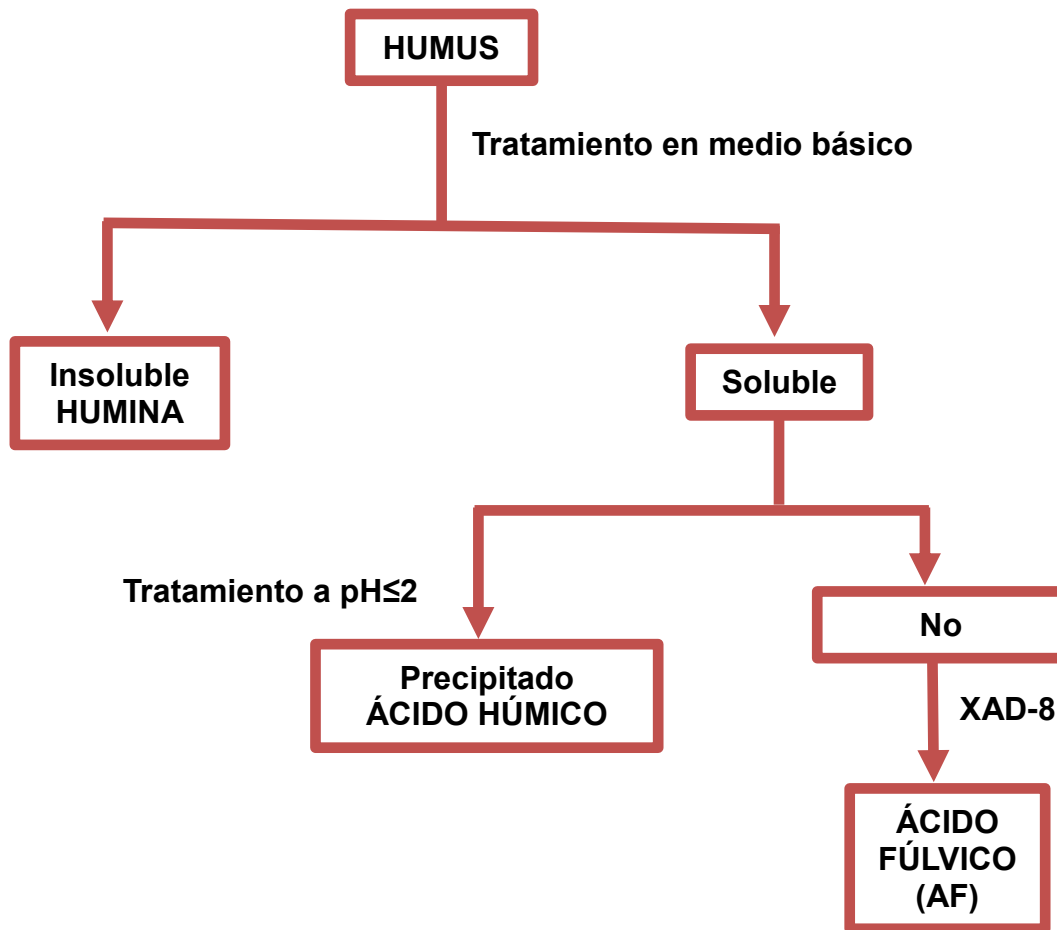 HUMUS
Tratamiento en medio básico
Insoluble
HUMINA
Soluble
Tratamiento a pH≤2
Precipitado
ÁCIDO HÚMICO
No
XAD-8
ÁCIDO
FÚLVICO
(AF)